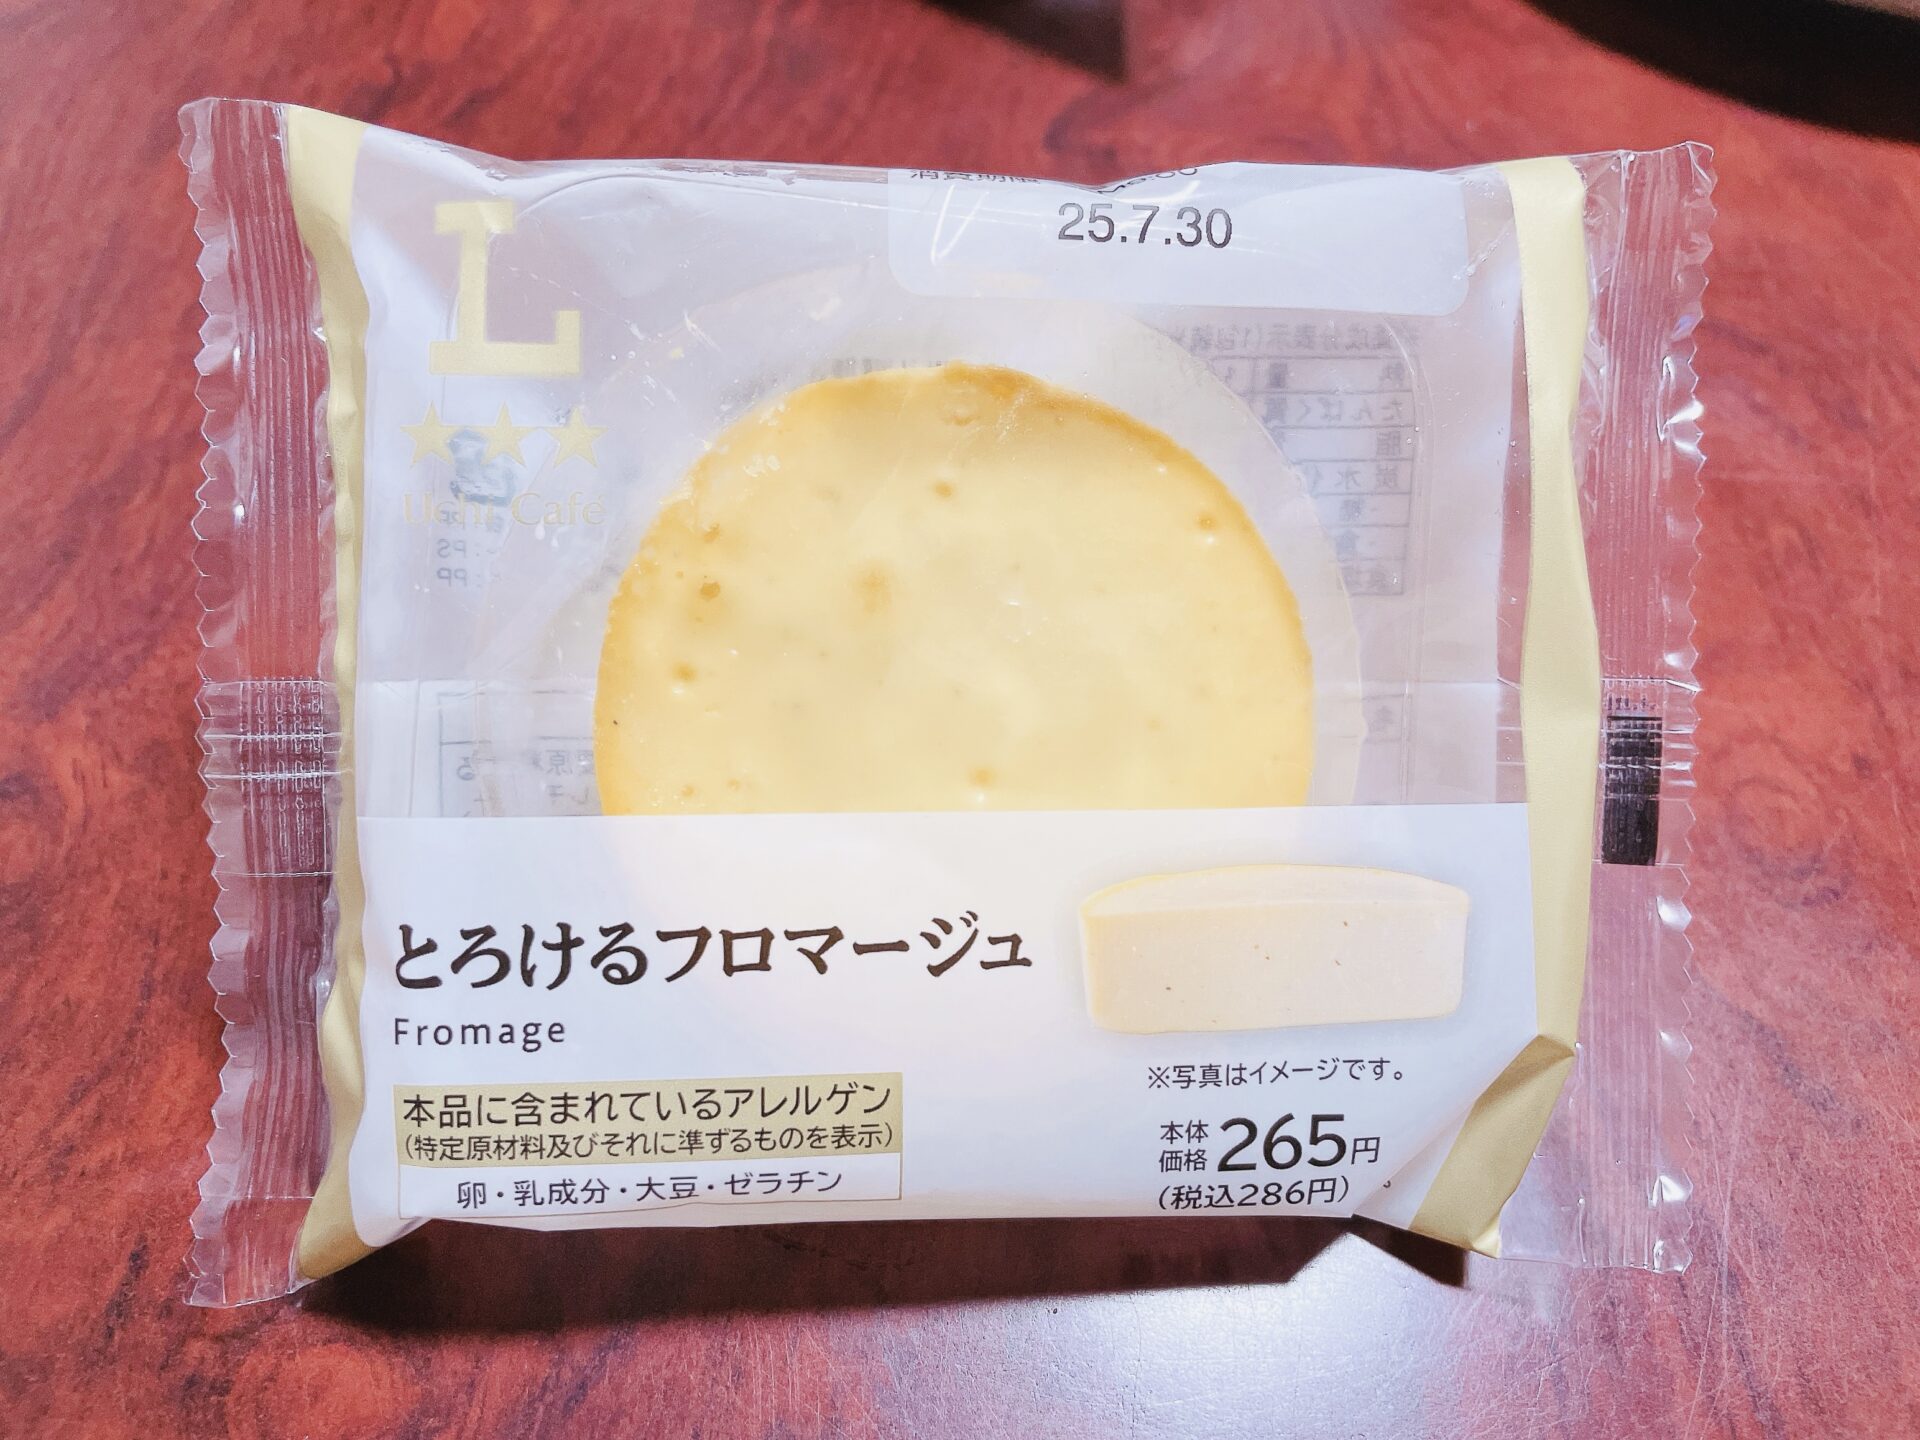 消費期限
25.7.30
L
Uchi Café
とろけるフロマージュ
Fromage
本品に含まれているアレルゲン
(特定原材料及びそれに準ずるものを表示)
卵・乳成分・大豆・ゼラチン
※写真はイメージです。
本体価格 265円
(税込286円)